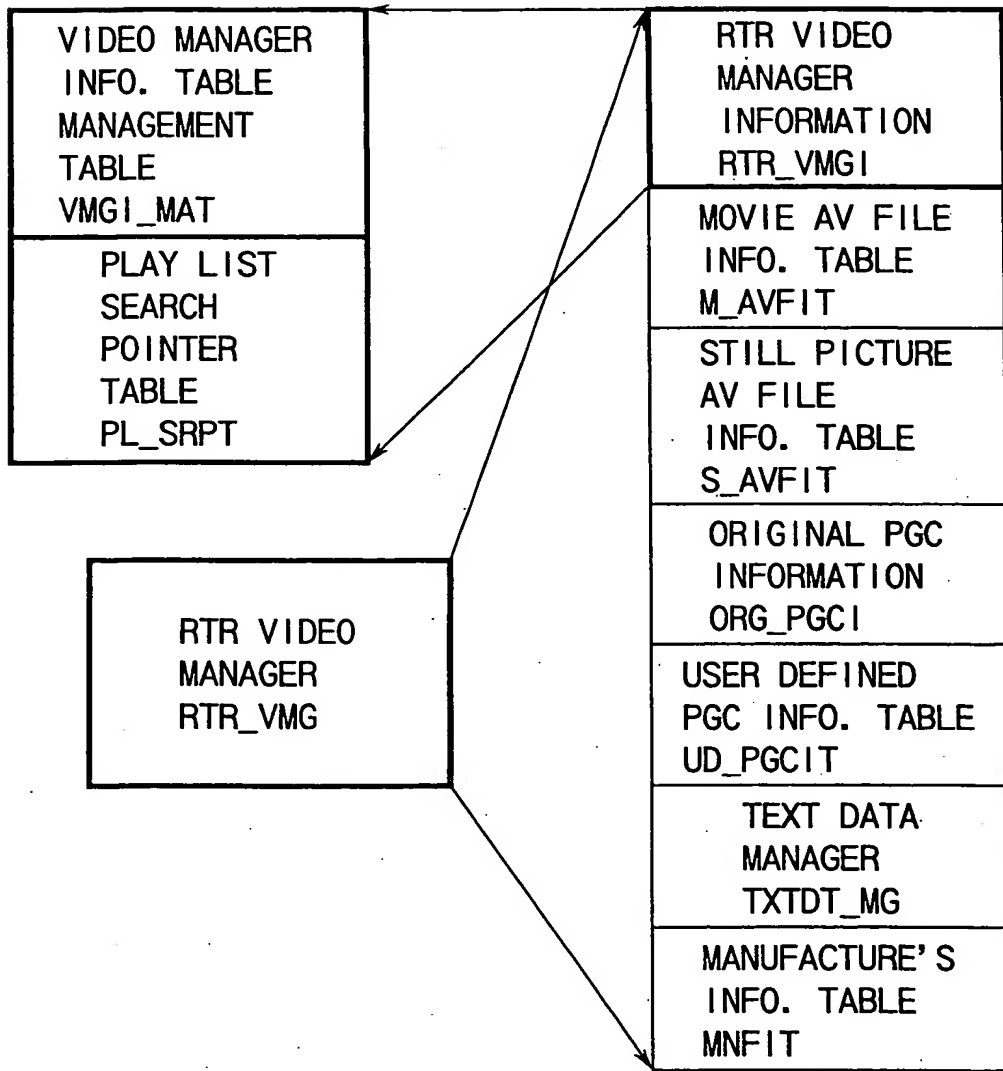 VIDEO MANAGER
INFO. TABLE
MANAGEMENT
TABLE
VMGI_MAT
PLAY LIST
SEARCH
POINTER
TABLE
PL_SRPT
RTR VIDEO
MANAGER
RTR_VMG
RTR VIDEO
MANAGER
INFORMATION
RTR_VMGI
MOVIE AV FILE
INFO. TABLE
M_AVFIT
STILL PICTURE
AV FILE
INFO. TABLE
S_AVFIT
ORIGINAL PGC
INFORMATION
ORG_PGCI
USER DEFINED
PGC INFO. TABLE
UD_PGCIT
TEXT DATA
MANAGER
TXTDT_MG
MANUFACTURE'S
INFO. TABLE
MNFIT